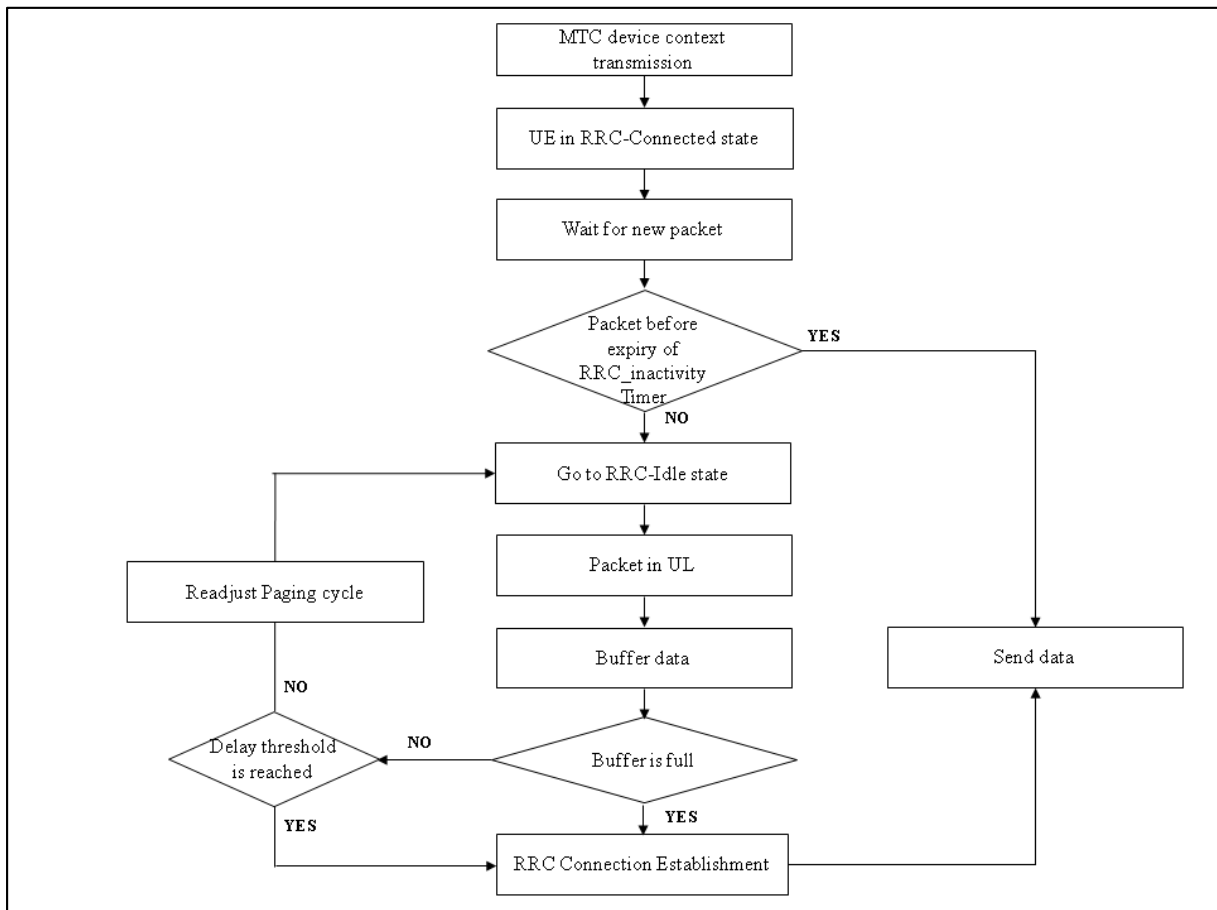 MTC device context
transmission
UE in RRC-Connected state
Wait for new packet
Packet before
expiry of
RRC_inactivity
Timer
YES
NO
Go to RRC-Idle state
Packet in UL
Readjust Paging cycle
Buffer data
Send data
NO
Delay threshold
is reached
NO
Buffer is full
YES
YES
RRC Connection Establishment